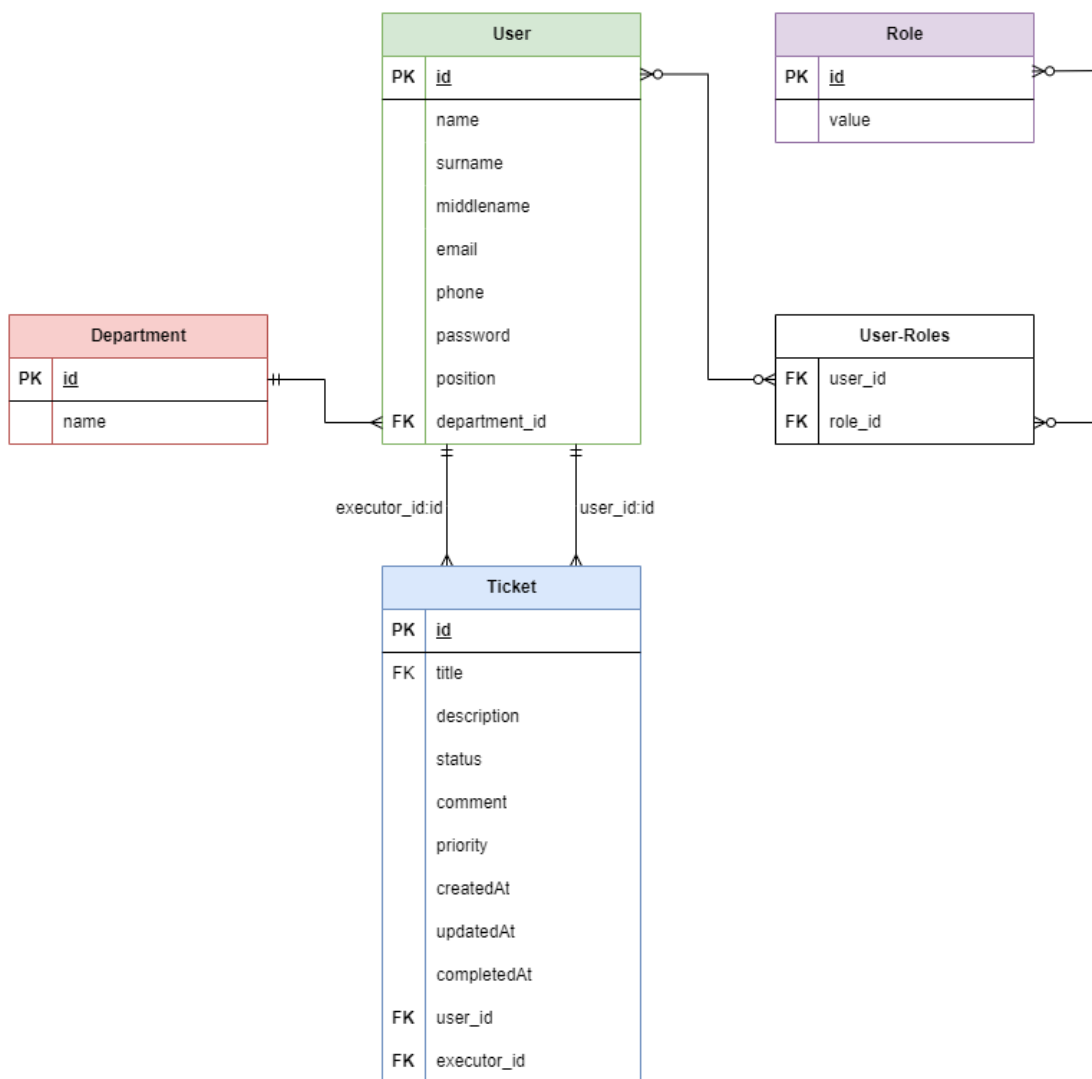 User
PK id
name
surname
middlename
email
phone
password
position
FK department_id
Role
PK id
value
Department
PK id
name
User-Roles
FK user_id
FK role_id
executor_id:id
user_id:id
Ticket
PK id
FK title
description
status
comment
priority
createdAt
updatedAt
completedAt
FK user_id
FK executor_id